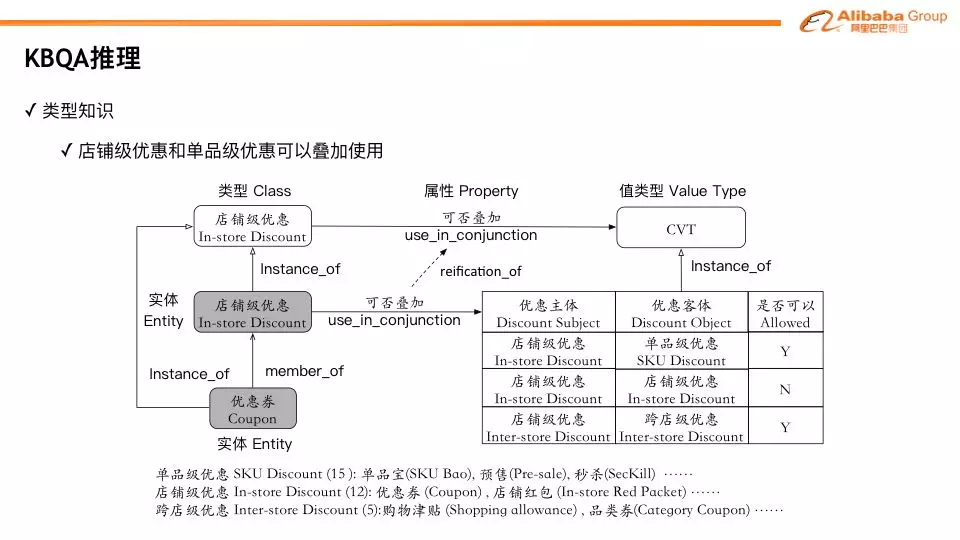 Alibaba Group
阿里巴巴集团
KBQA推理
✓ 类型知识
✓ 店铺级优惠和单品级优惠可以叠加使用
类型 Class
属性 Property
值类型 Value Type
店铺级优惠
In-store Discount
可否叠加
use_in_conjunction
CVT
Instance_of
reification_of
Instance_of
实体
Entity
店铺级优惠
In-store Discount
可否叠加
use_in_conjunction
优惠主体 优惠客体 是否可以
Discount Subject Discount Object Allowed
店铺级优惠 单品级优惠 Y
In-store Discount SKU Discount
店铺级优惠 店铺级优惠 N
In-store Discount In-store Discount
店铺级优惠 跨店级优惠 Y
Inter-store Discount Inter-store Discount
Instance_of
member_of
优惠券
Coupon
实体 Entity
单品级优惠 SKU Discount (15 ): 单品宝(SKU Bao), 预售(Pre-sale), 秒杀(SecKill) ……
店铺级优惠 In-store Discount (12): 优惠券 (Coupon) , 店铺红包 (In-store Red Packet) ……
跨店级优惠 Inter-store Discount (5):购物津贴 (Shopping allowance) , 品类券(Category Coupon) ……